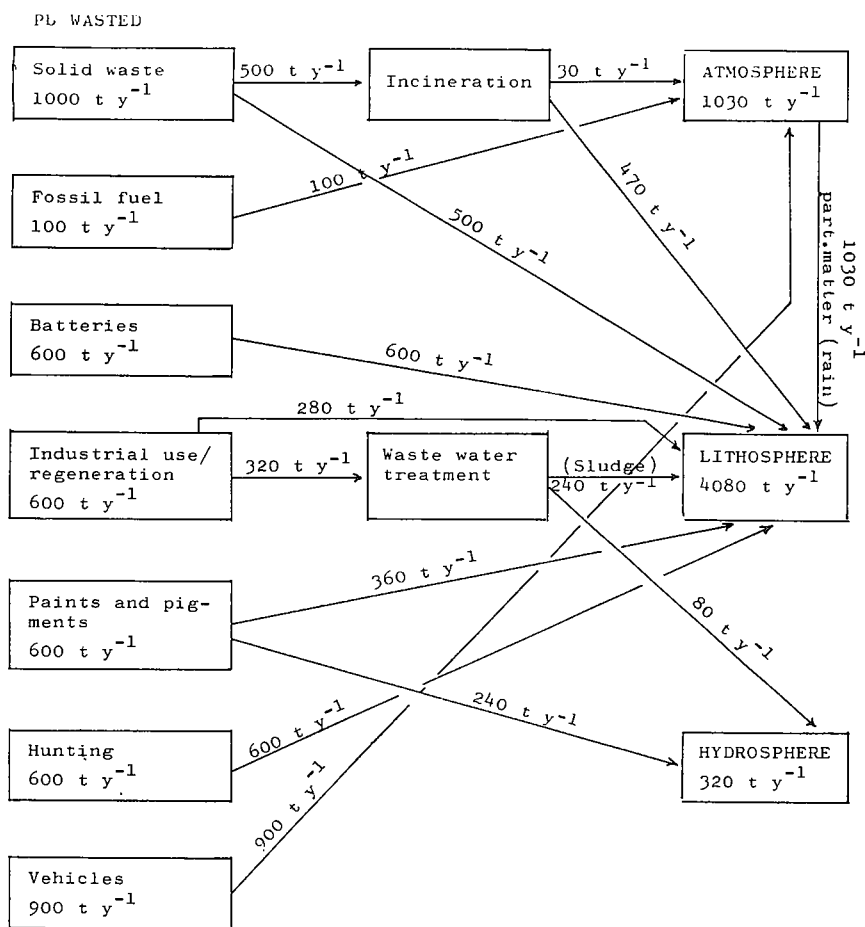 Pb WASTED
Solid waste
1000 t y⁻¹
500 t y⁻¹
Incineration
30 t y⁻¹
ATMOSPHERE
1030 t y⁻¹
Fossil fuel
100 t y⁻¹
100 t y⁻¹
500 t y⁻¹
470 t y⁻¹
1030 t y⁻¹
part.matter (rain)
Batteries
600 t y⁻¹
600 t y⁻¹
280 t y⁻¹
Industrial use/
regeneration
600 t y⁻¹
320 t y⁻¹
Waste water
treatment
(Sludge)
240 t y⁻¹
LITHOSPHERE
4080 t y⁻¹
Paints and pig-
ments
600 t y⁻¹
360 t y⁻¹
240 t y⁻¹
80 t y⁻¹
Hunting
600 t y⁻¹
600 t y⁻¹
HYDROSPHERE
320 t y⁻¹
Vehicles
900 t y⁻¹
900 t y⁻¹